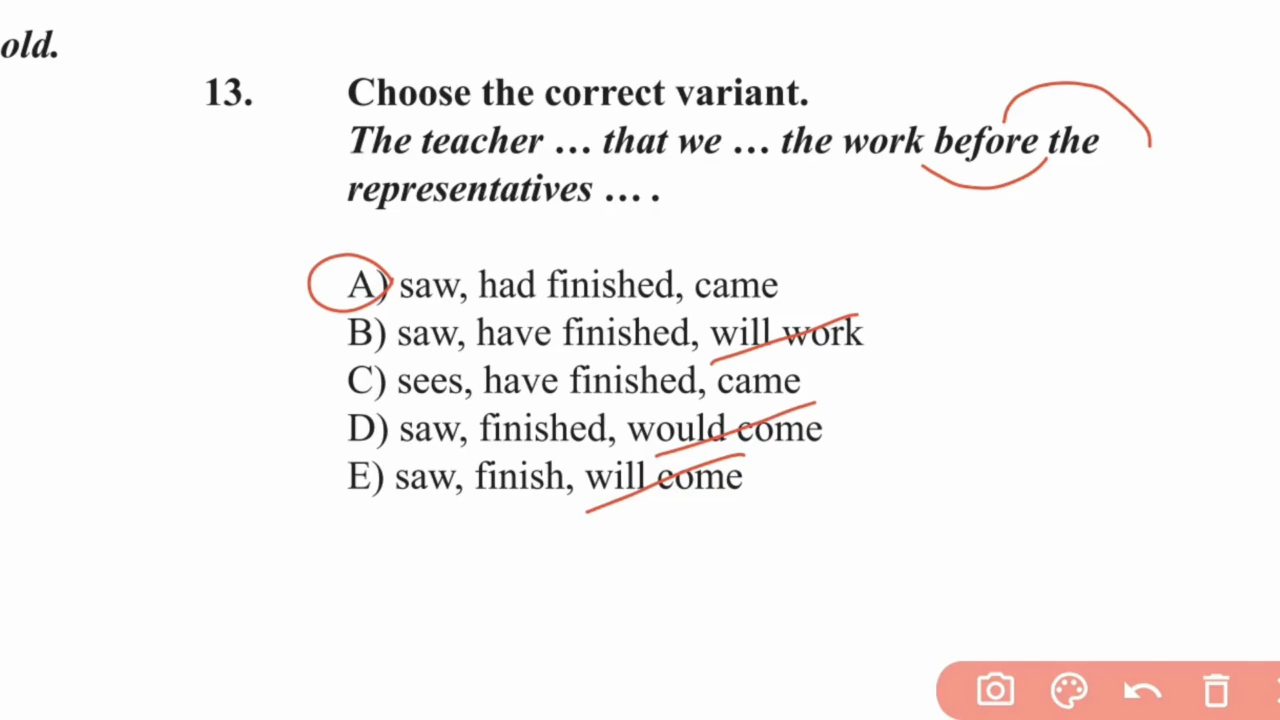 old.
13. Choose the correct variant.
The teacher ... that we ... the work before the
representatives ... .
A) saw, had finished, came
B) saw, have finished, will work
C) sees, have finished, came
D) saw, finished, would come
E) saw, finish, will come